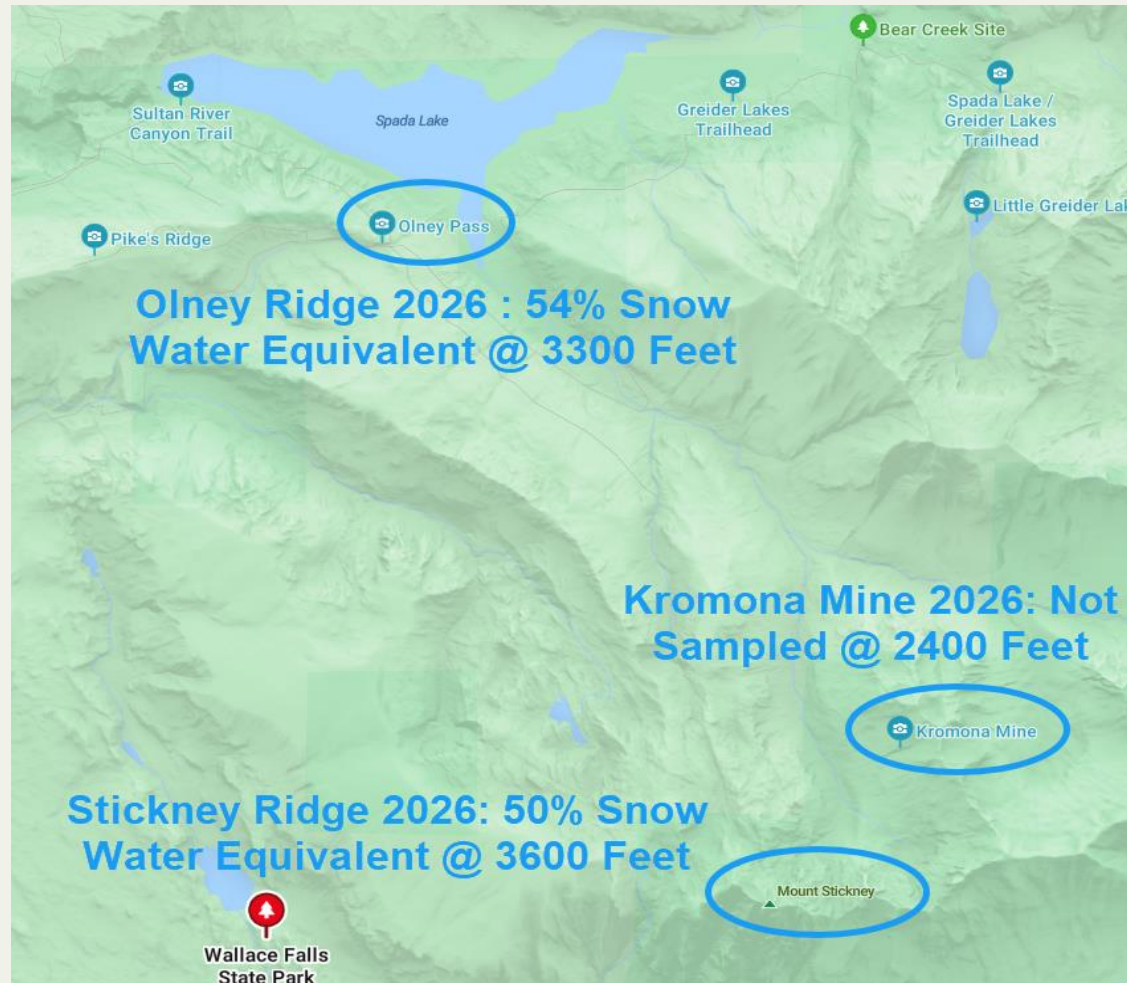 Bear Creek Site
Sultan River
Canyon Trail
Spada Lake
Greider Lakes
Trailhead
Spada Lake /
Greider Lakes
Trailhead
Little Greider Lak
Olney Pass
Pike's Ridge
Olney Ridge 2026 : 54% Snow
Water Equivalent @ 3300 Feet
Kromona Mine 2026: Not
Sampled @ 2400 Feet
Kromona Mine
Stickney Ridge 2026: 50% Snow
Water Equivalent @ 3600 Feet
Mount Stickney
Wallace Falls
State Park